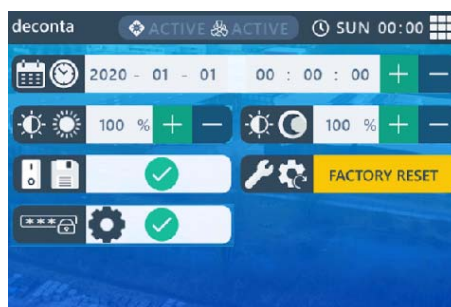 deconta ACTIVE ACTIVE SUN 00:00
2020 - 01 - 01 00 : 00 : 00 + -
100 % + - 100 % + -
FACTORY RESET
***